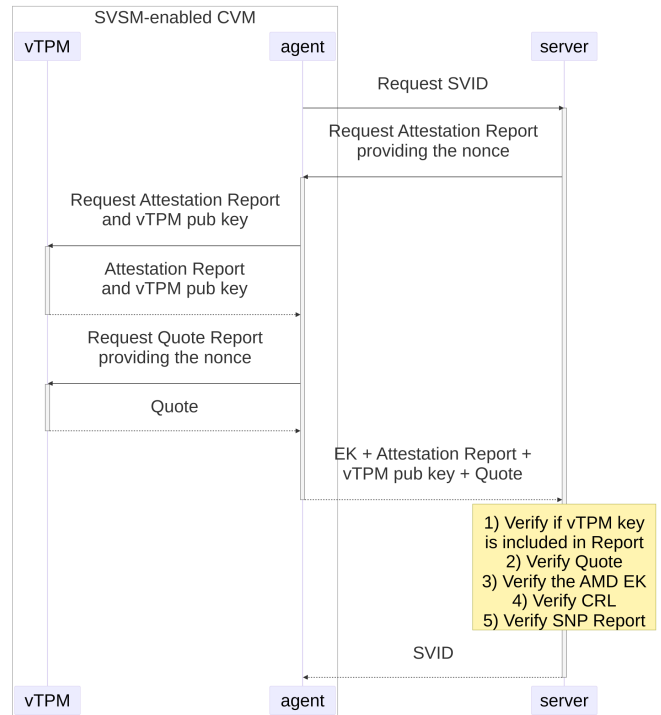 SVSM-enabled CVM
vTPM
agent
server
Request SVID
Request Attestation Report
providing the nonce
Request Attestation Report
and vTPM pub key
Attestation Report
and vTPM pub key
Request Quote Report
providing the nonce
Quote
EK + Attestation Report +
vTPM pub key + Quote
1) Verify if vTPM key
is included in Report
2) Verify Quote
3) Verify the AMD EK
4) Verify CRL
5) Verify SNP Report
SVID
vTPM
agent
server